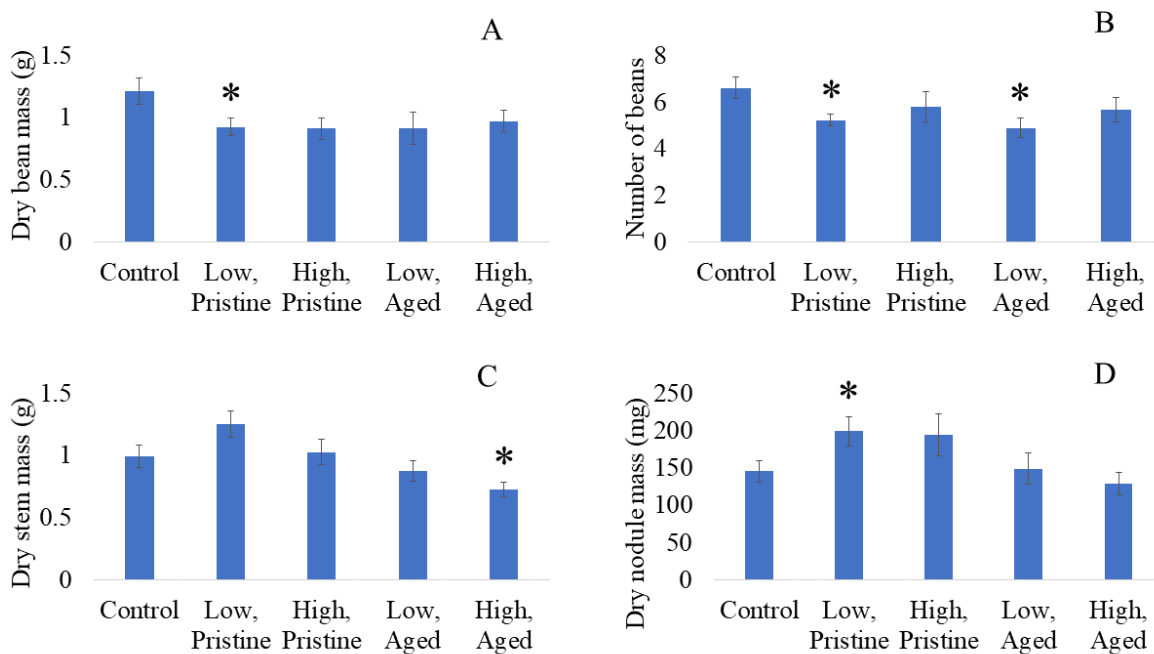 A
Dry bean mass (g)
1.5
1
0.5
0
*
Control
Low,
Pristine
High,
Pristine
Low,
Aged
High,
Aged
B
Number of beans
8
6
4
2
0
*
*
Control
Low,
Pristine
High,
Pristine
Low,
Aged
High,
Aged
C
Dry stem mass (g)
1.5
1
0.5
0
*
Control
Low,
Pristine
High,
Pristine
Low,
Aged
High,
Aged
D
Dry nodule mass (mg)
250
200
150
100
50
0
*
Control
Low,
Pristine
High,
Pristine
Low,
Aged
High,
Aged